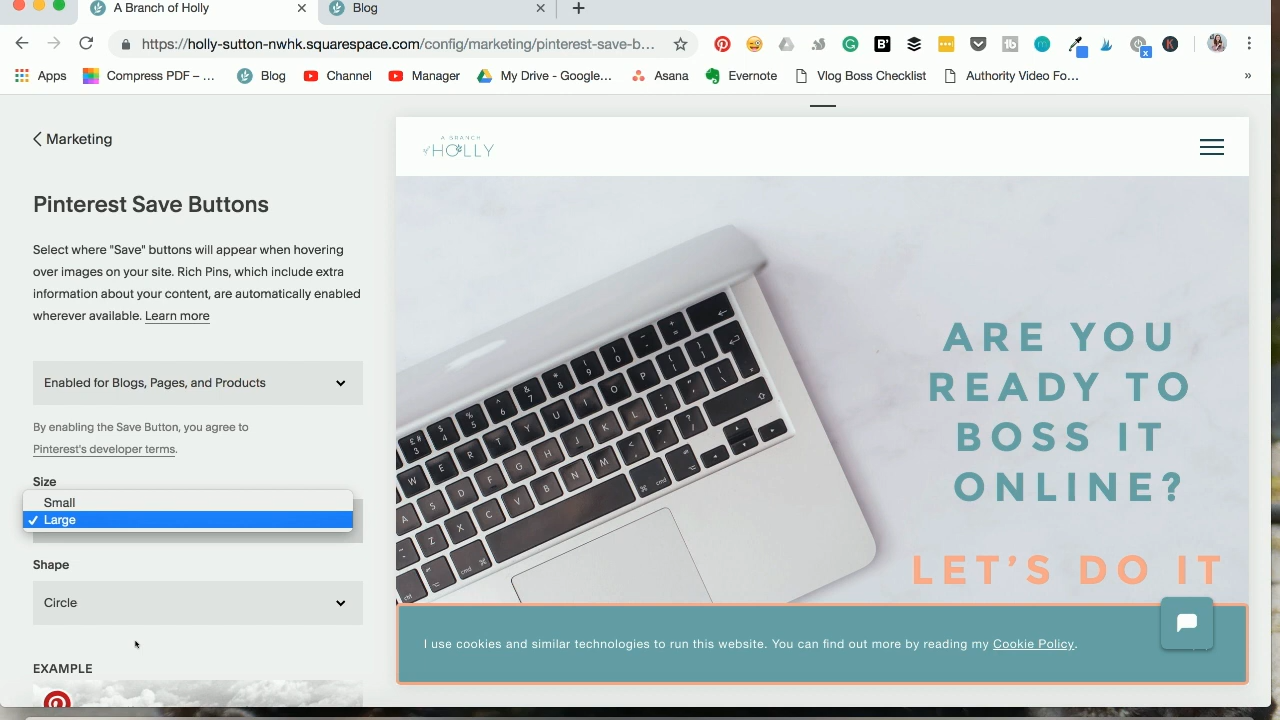 A Branch of Holly
Blog
https://holly-sutton-nwhk.squarespace.com/config/marketing/pinterest-save-b...
Apps
Compress PDF – ...
Blog
Channel
Manager
My Drive - Google...
Asana
Evernote
Vlog Boss Checklist
Authority Video Fo...
»
Marketing
Pinterest Save Buttons
Select where "Save" buttons will appear when hovering
over images on your site. Rich Pins, which include extra
information about your content, are automatically enabled
wherever available. Learn more
Enabled for Blogs, Pages, and Products
By enabling the Save Button, you agree to
Pinterest's developer terms.
Size
Small
Large
Shape
Circle
EXAMPLE
A BRANCH
of HOLLY
ARE YOU
READY TO
BOSS IT
ONLINE?
LET'S DO IT
I use cookies and similar technologies to run this website. You can find out more by reading my Cookie Policy.